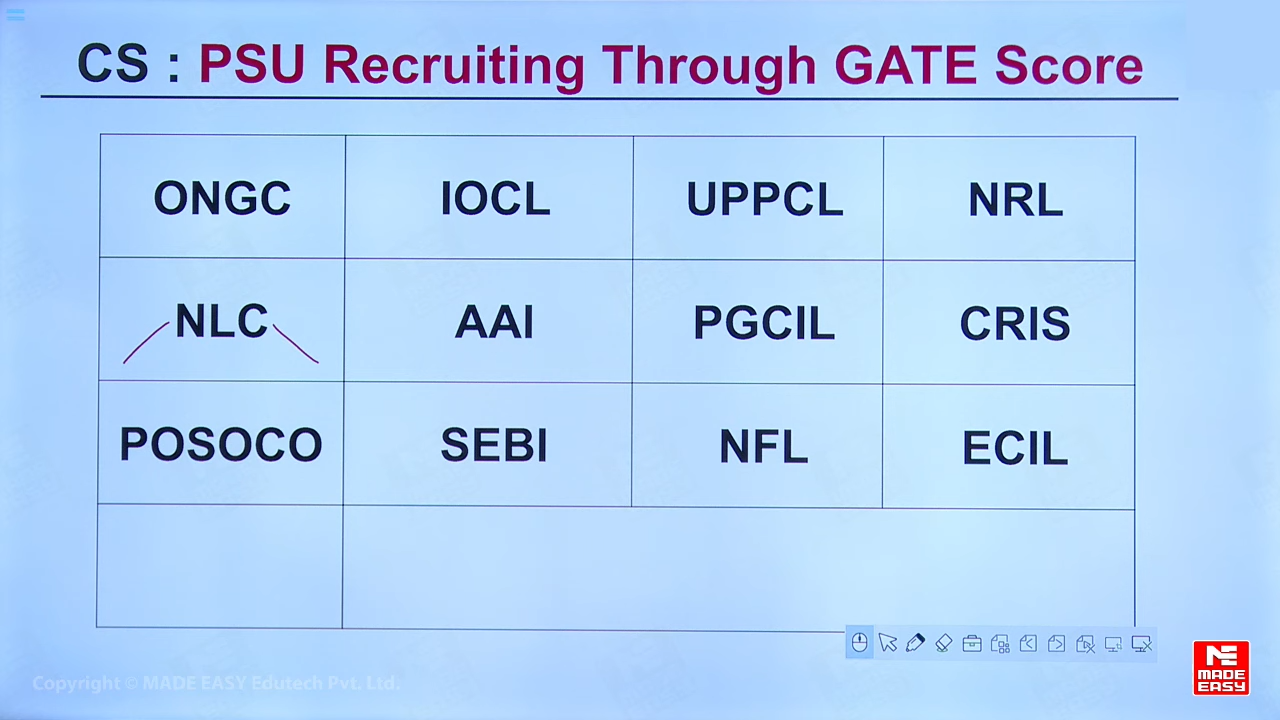 CS : PSU Recruiting Through GATE Score
ONGC IOCL UPPCL NRL
NLC AAI PGCIL CRIS
POSOCO SEBI NFL ECIL
Copyright © MADE EASY Edutech Pvt. Ltd.
ME
MADE
EASY